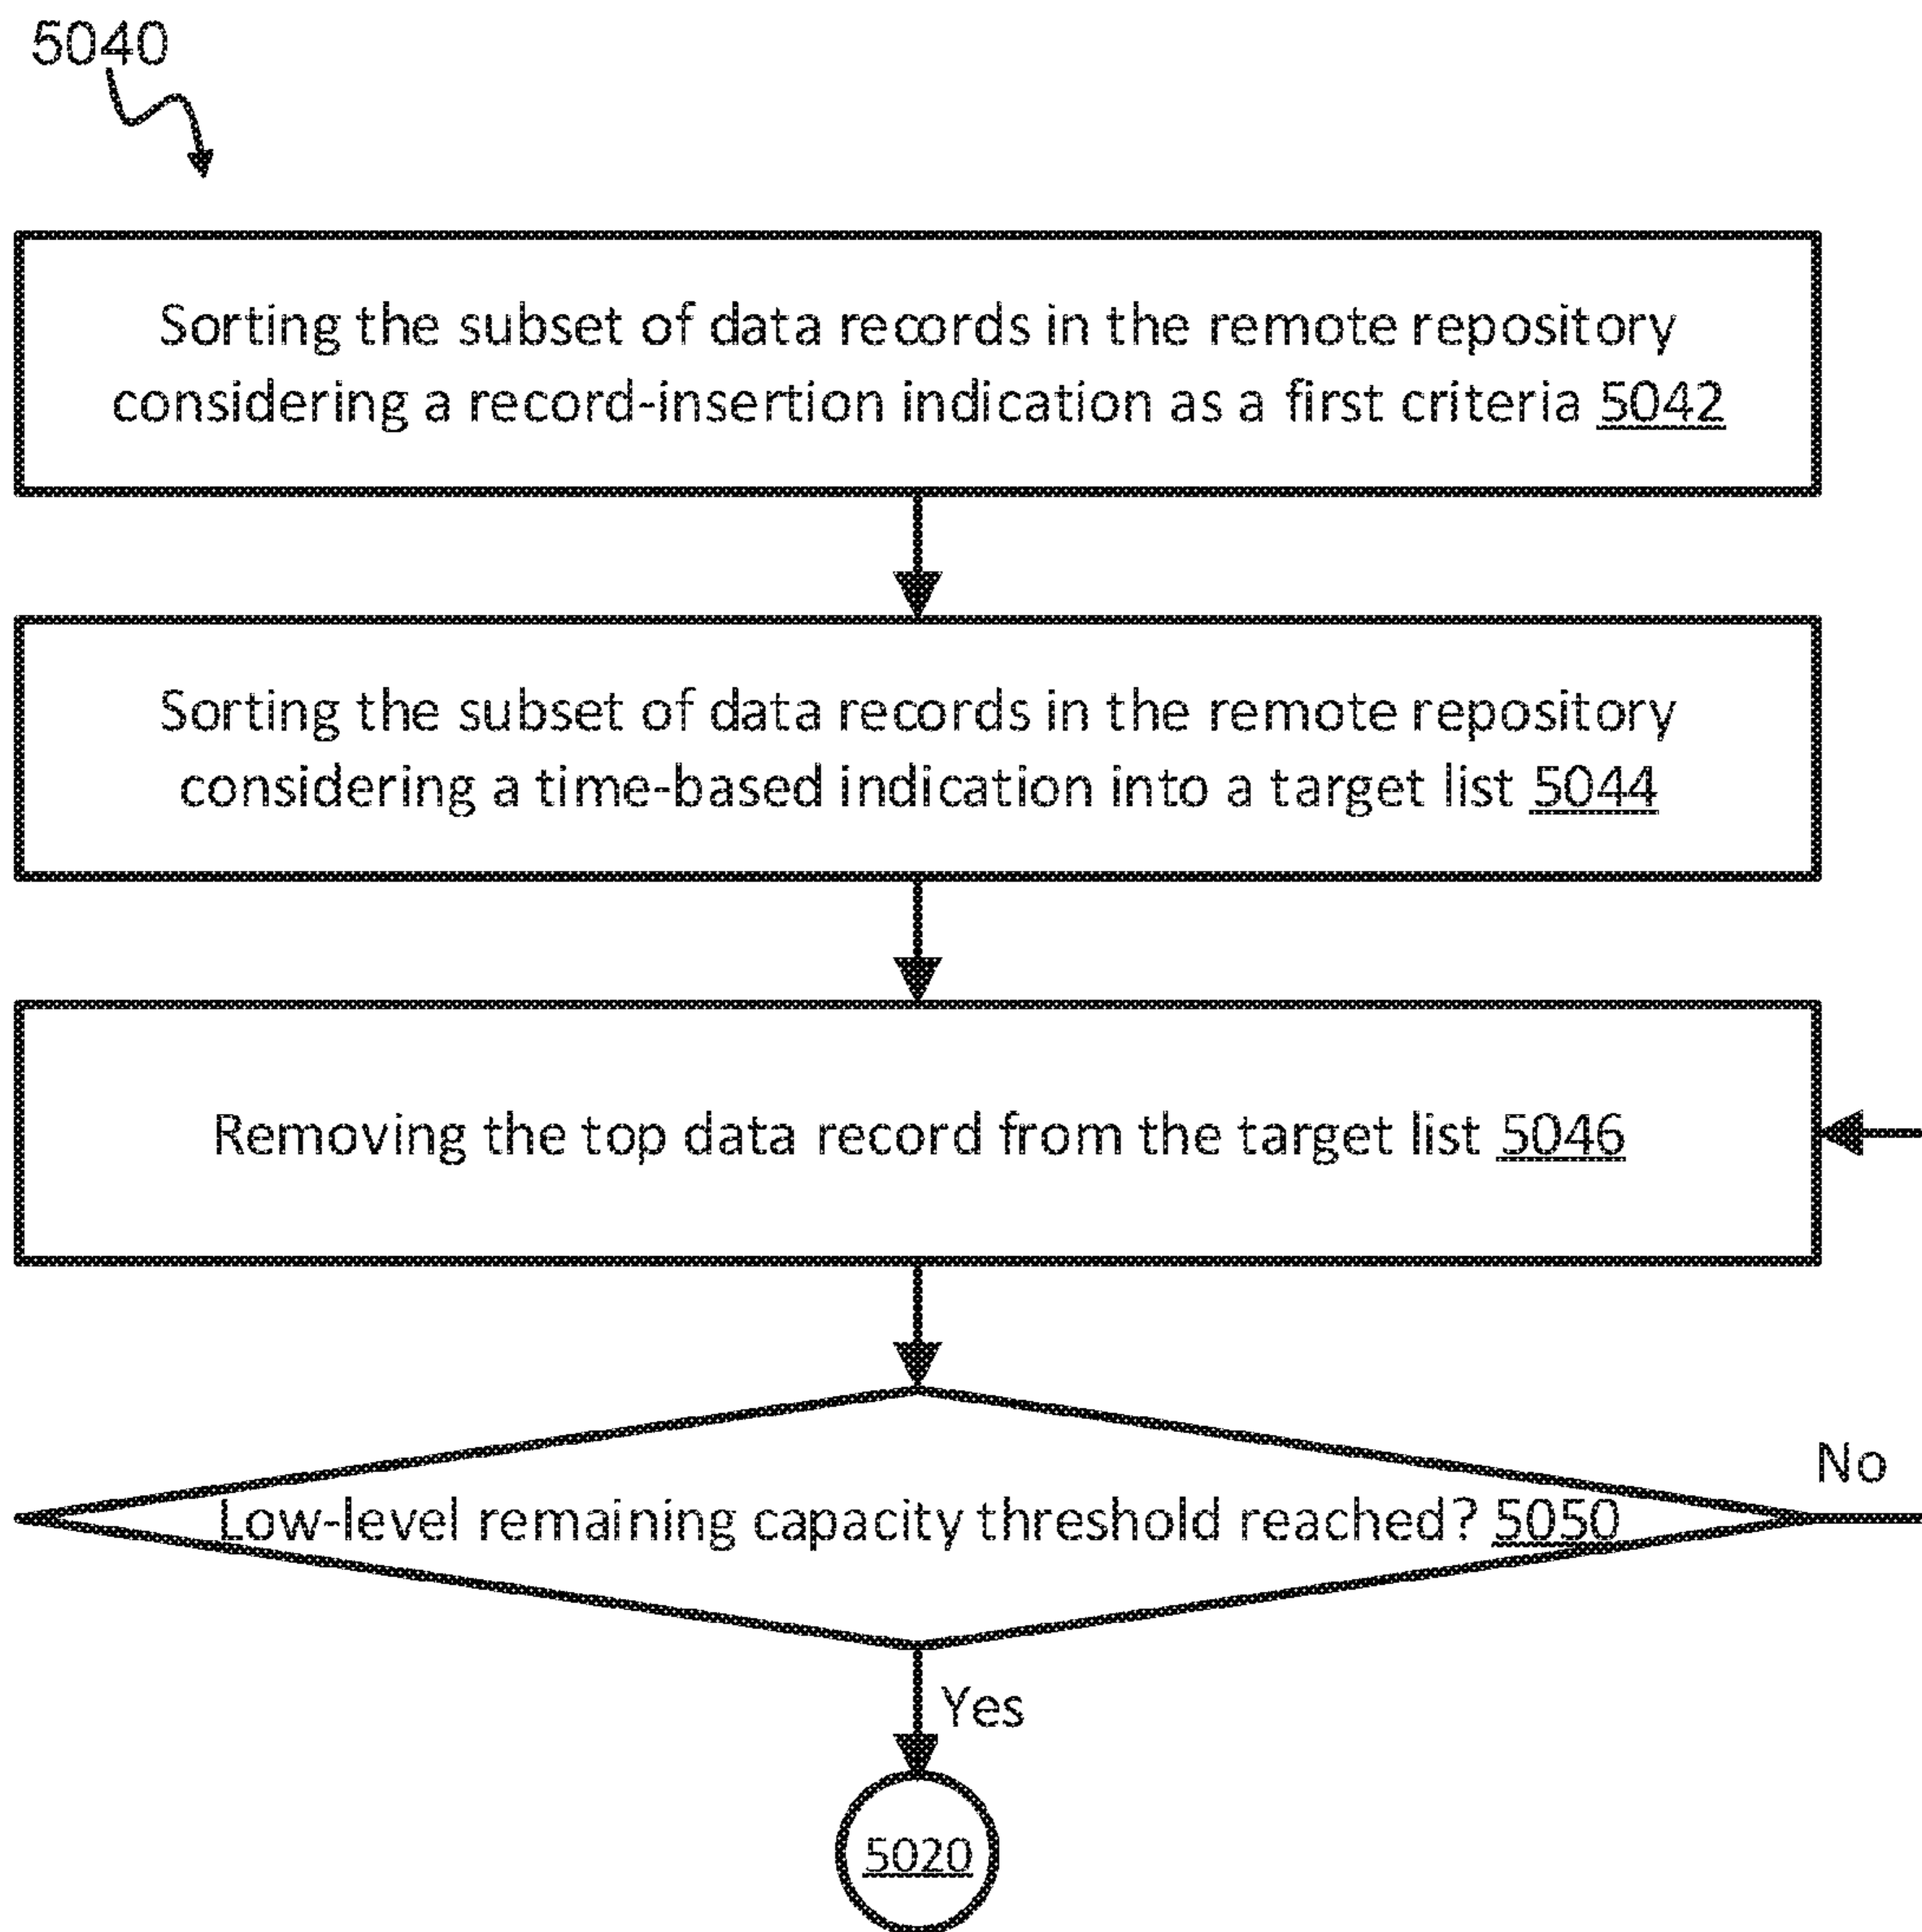 5040
Sorting the subset of data records in the remote repository
considering a record-insertion indication as a first criteria 5042
Sorting the subset of data records in the remote repository
considering a time-based indication into a target list 5044
Removing the top data record from the target list 5046
Low-level remaining capacity threshold reached? 5050
No
Yes
5020